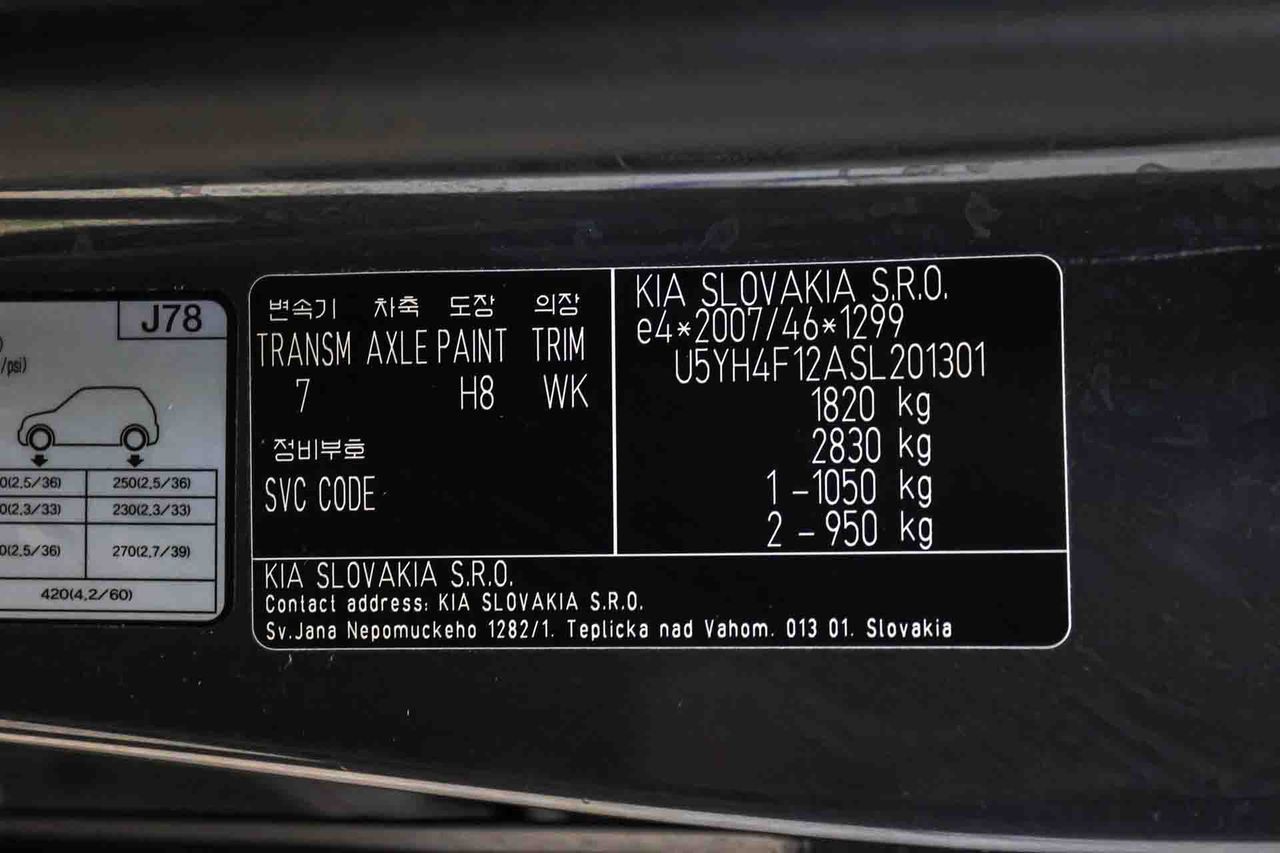 J78
/psi)
0(2.5/36) 250(2.5/36)
0(2.3/33) 230(2.3/33)
0(2.5/36) 270(2.7/39)
420(4.2/60)
변속기 차축 도장 의장
TRANSM AXLE PAINT TRIM
7 H8 WK
정비부호
SVC CODE
KIA SLOVAKIA S.R.O.
e4*2007/46*1299
U5YH4F12ASL201301
1820 kg
2830 kg
1 -1050 kg
2 - 950 kg
KIA SLOVAKIA S.R.O.
Contact address: KIA SLOVAKIA S.R.O.
Sv.Jana Nepomuckeho 1282/1. Teplicka nad Vahom. 013 01. Slovakia